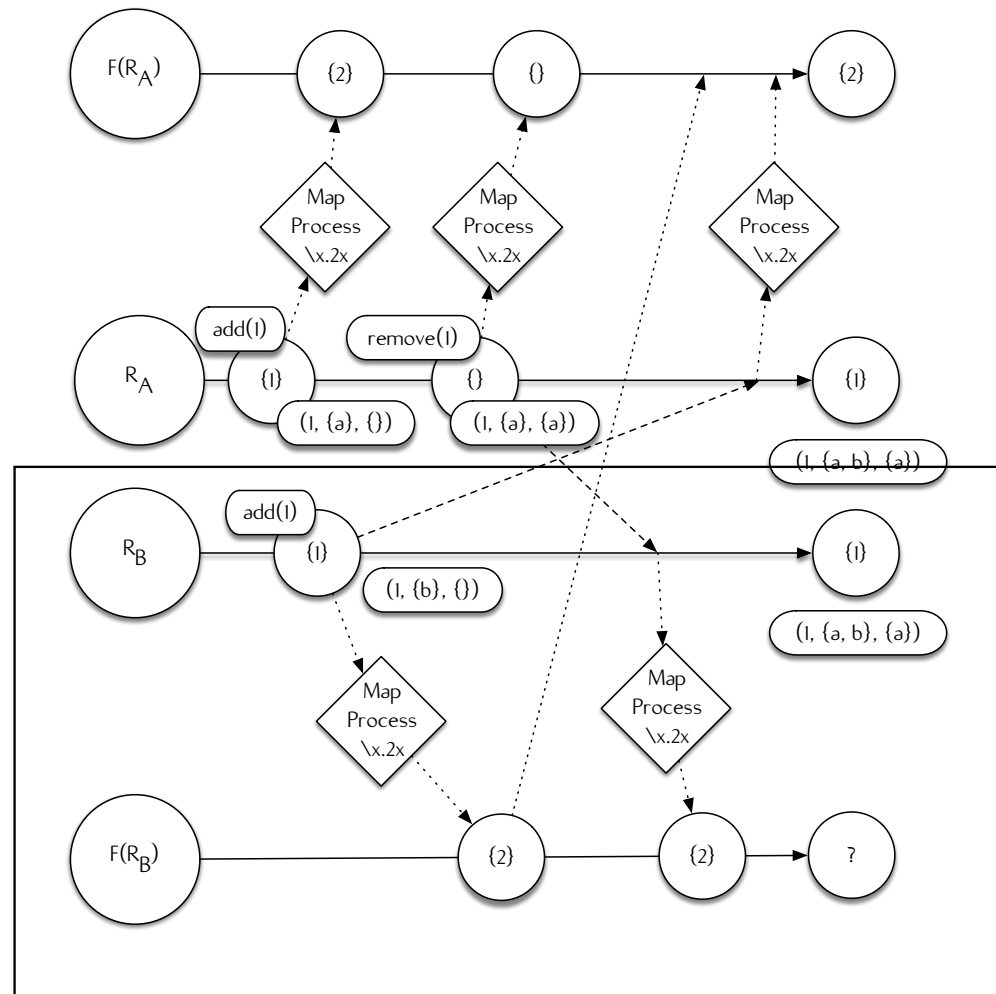 F(R_A)
{2}
{}
{2}
Map
Process
\x.2x
Map
Process
\x.2x
Map
Process
\x.2x
add(1)
remove(1)
R_A
{1}
{}
{1}
(1, {a}, {})
(1, {a}, {a})
(1, {a, b}, {a})
add(1)
R_B
{1}
{1}
(1, {b}, {})
(1, {a, b}, {a})
Map
Process
\x.2x
Map
Process
\x.2x
F(R_B)
{2}
{2}
?